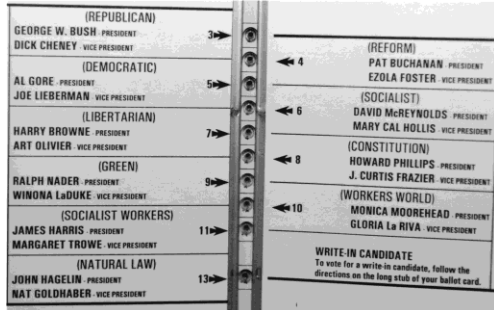 (REPUBLICAN)
GEORGE W. BUSH - PRESIDENT
DICK CHENEY - VICE PRESIDENT
3
(DEMOCRATIC)
AL GORE - PRESIDENT
JOE LIEBERMAN - VICE PRESIDENT
5
(LIBERTARIAN)
HARRY BROWNE - PRESIDENT
ART OLIVIER - VICE PRESIDENT
7
(GREEN)
RALPH NADER - PRESIDENT
WINONA LaDUKE - VICE PRESIDENT
9
(SOCIALIST WORKERS)
JAMES HARRIS - PRESIDENT
MARGARET TROWE - VICE PRESIDENT
11
(NATURAL LAW)
JOHN HAGELIN - PRESIDENT
NAT GOLDHABER - VICE PRESIDENT
13
(REFORM)
4
PAT BUCHANAN - PRESIDENT
EZOLA FOSTER - VICE PRESIDENT
(SOCIALIST)
6
DAVID McREYNOLDS - PRESIDENT
MARY CAL HOLLIS - VICE PRESIDENT
(CONSTITUTION)
8
HOWARD PHILLIPS - PRESIDENT
J. CURTIS FRAZIER - VICE PRESIDENT
(WORKERS WORLD)
10
MONICA MOOREHEAD - PRESIDENT
GLORIA La RIVA - VICE PRESIDENT
WRITE-IN CANDIDATE
To vote for a write-in candidate, follow the
directions on the long stub of your ballot card.